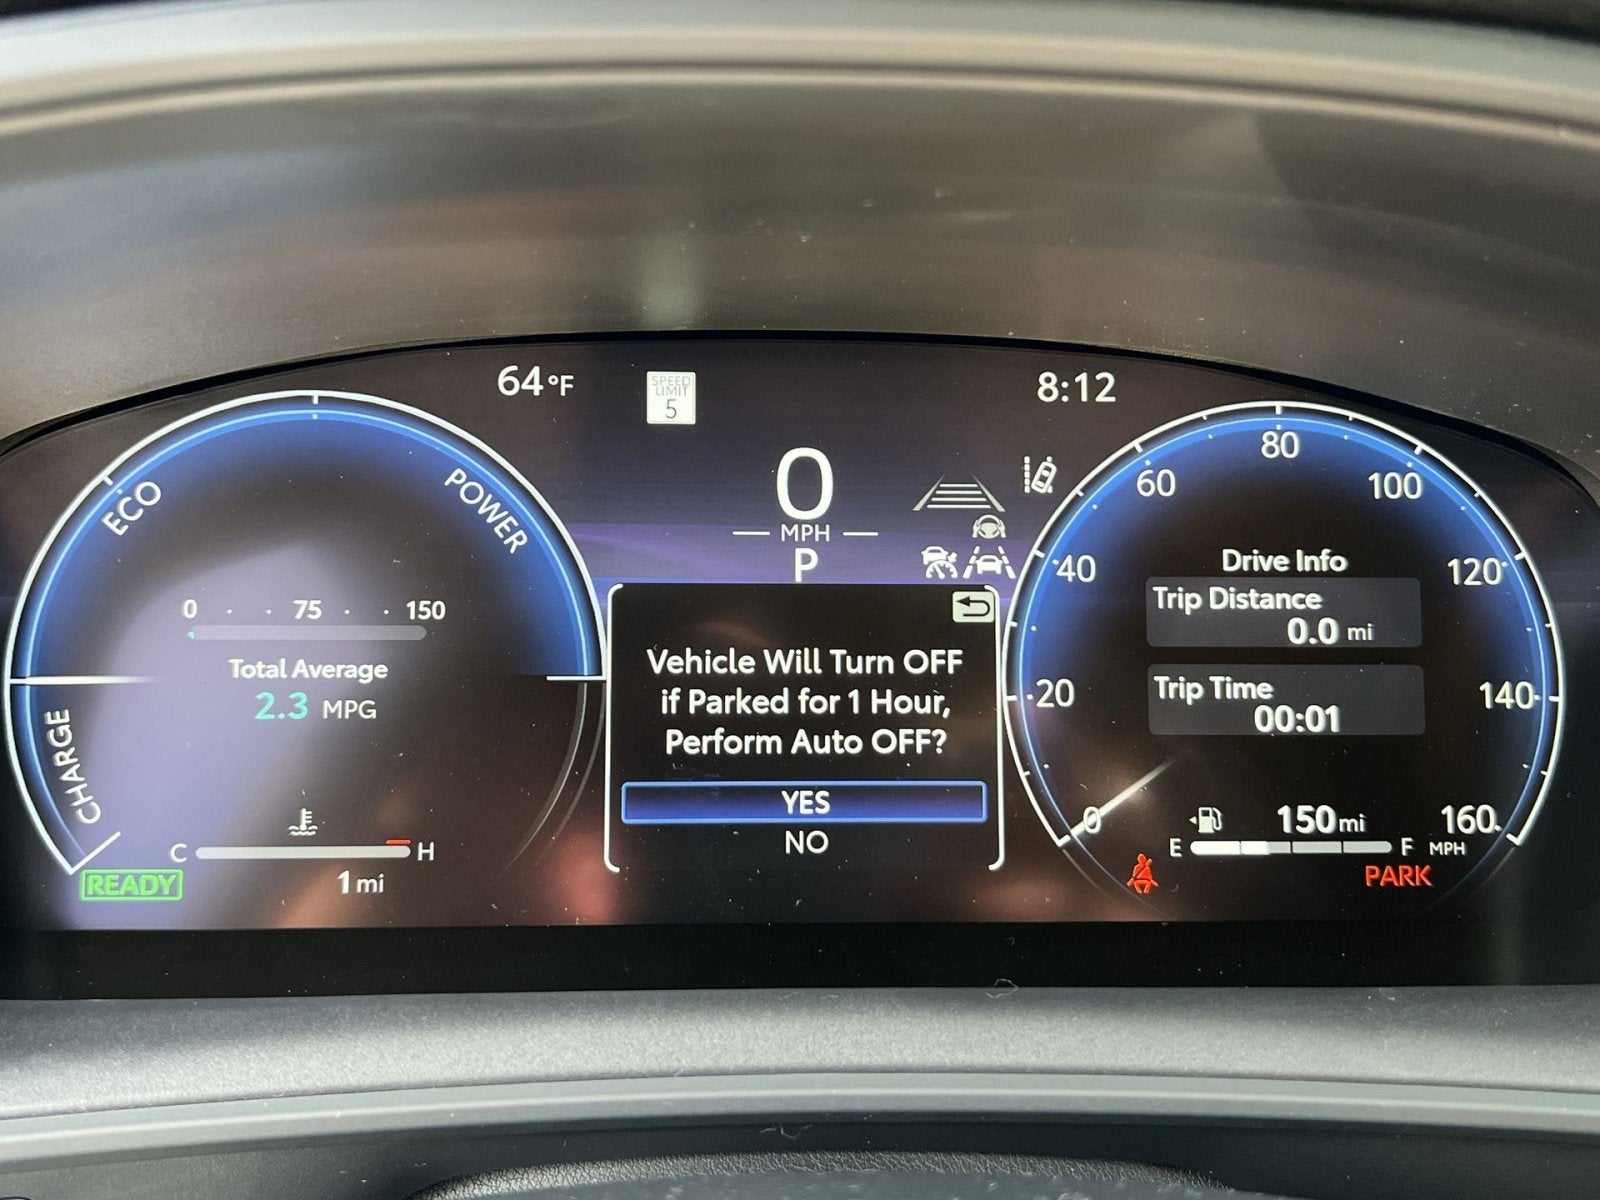 64°F
SPEED
LIMIT
5
8:12
0
MPH
P
ECO
POWER
CHARGE
0 75 150
Total Average
2.3 MPG
C H
READY
1 mi
Vehicle Will Turn OFF
if Parked for 1 Hour,
Perform Auto OFF?
YES
NO
0
20
40
60
80
100
120
140
160
MPH
Drive Info
Trip Distance
0.0 mi
Trip Time
00:01
150 mi
E F
PARK